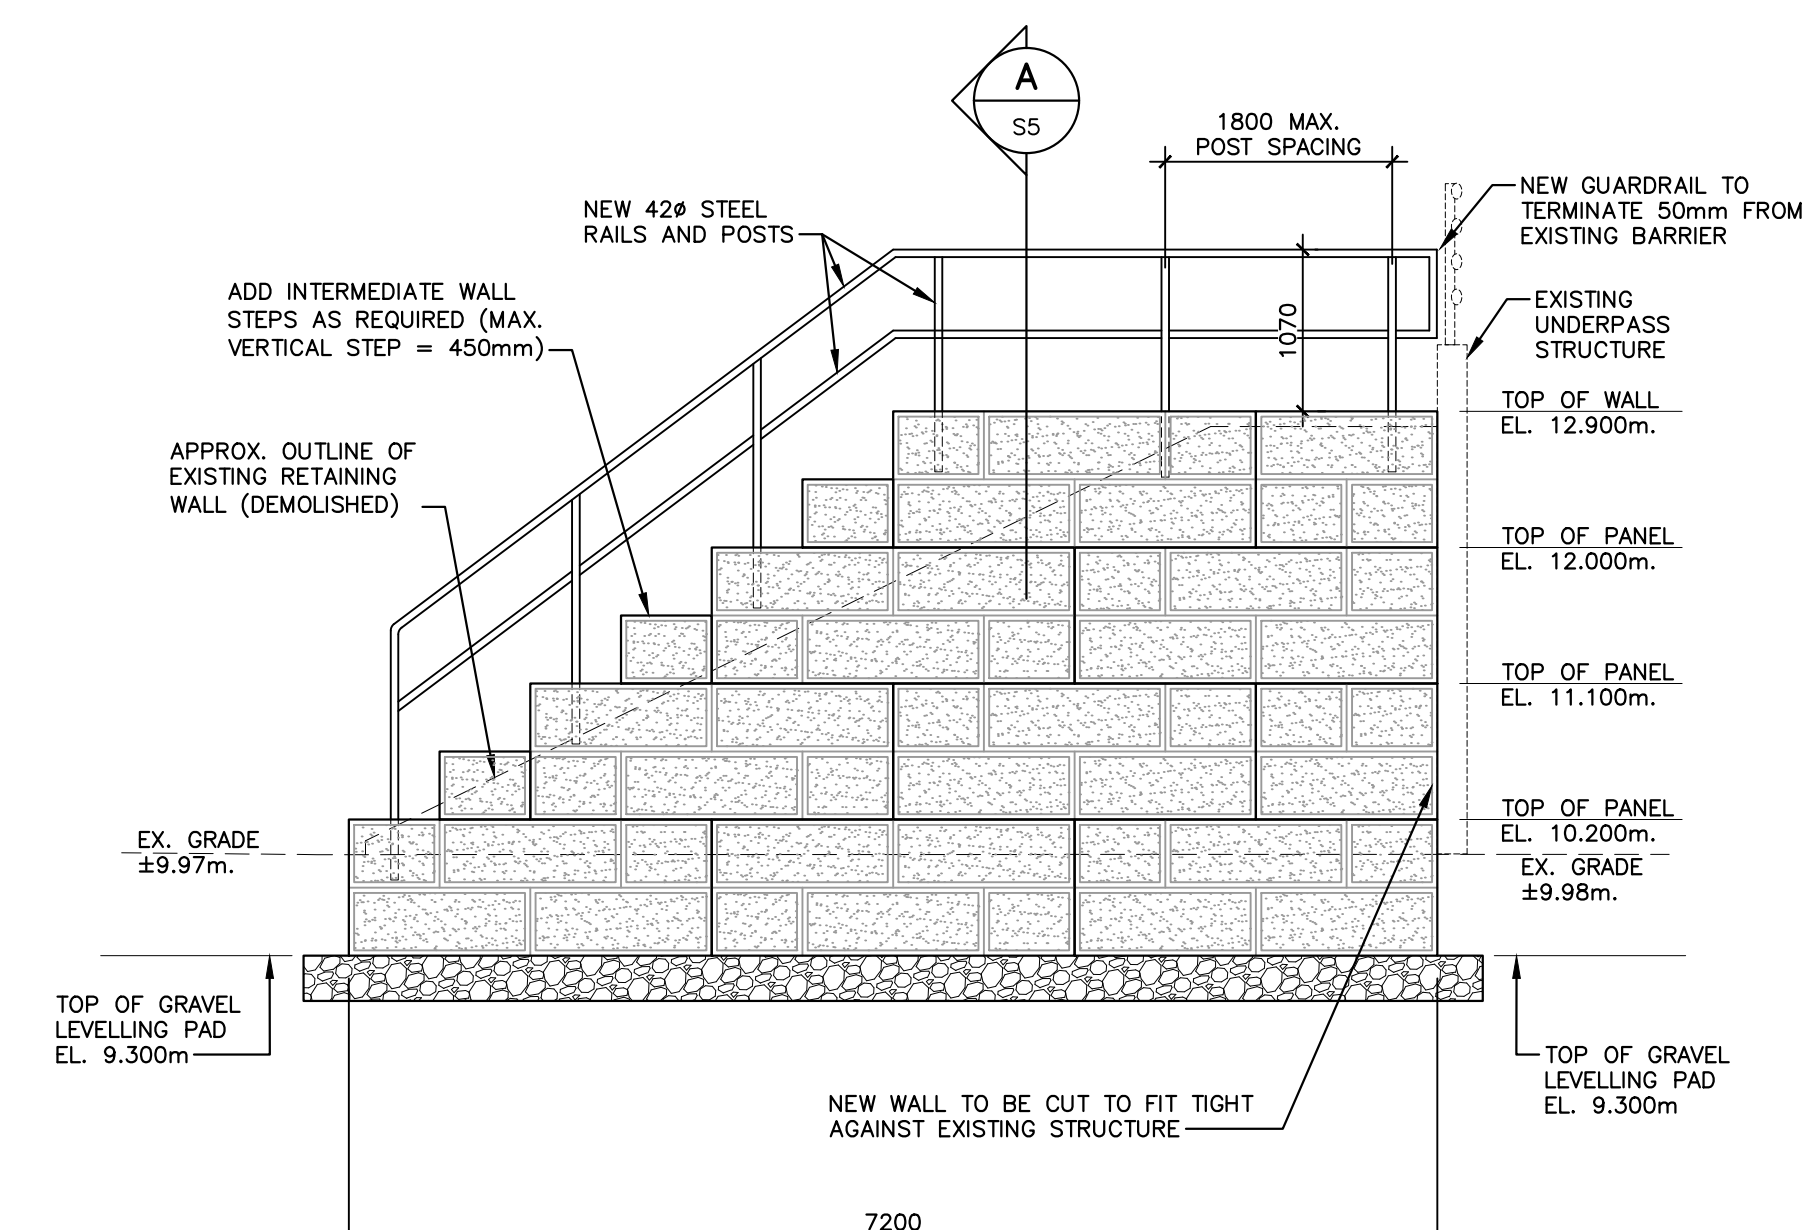 A
S5
1800 MAX.
POST SPACING
NEW GUARDRAIL TO
TERMINATE 50mm FROM
EXISTING BARRIER
NEW 42ø STEEL
RAILS AND POSTS
ADD INTERMEDIATE WALL
STEPS AS REQUIRED (MAX.
VERTICAL STEP = 450mm)
1070
EXISTING
UNDERPASS
STRUCTURE
TOP OF WALL
EL. 12.900m.
APPROX. OUTLINE OF
EXISTING RETAINING
WALL (DEMOLISHED)
TOP OF PANEL
EL. 12.000m.
TOP OF PANEL
EL. 11.100m.
TOP OF PANEL
EL. 10.200m.
EX. GRADE
±9.97m.
EX. GRADE
±9.98m.
TOP OF GRAVEL
LEVELLING PAD
EL. 9.300m
TOP OF GRAVEL
LEVELLING PAD
EL. 9.300m
NEW WALL TO BE CUT TO FIT TIGHT
AGAINST EXISTING STRUCTURE
7200